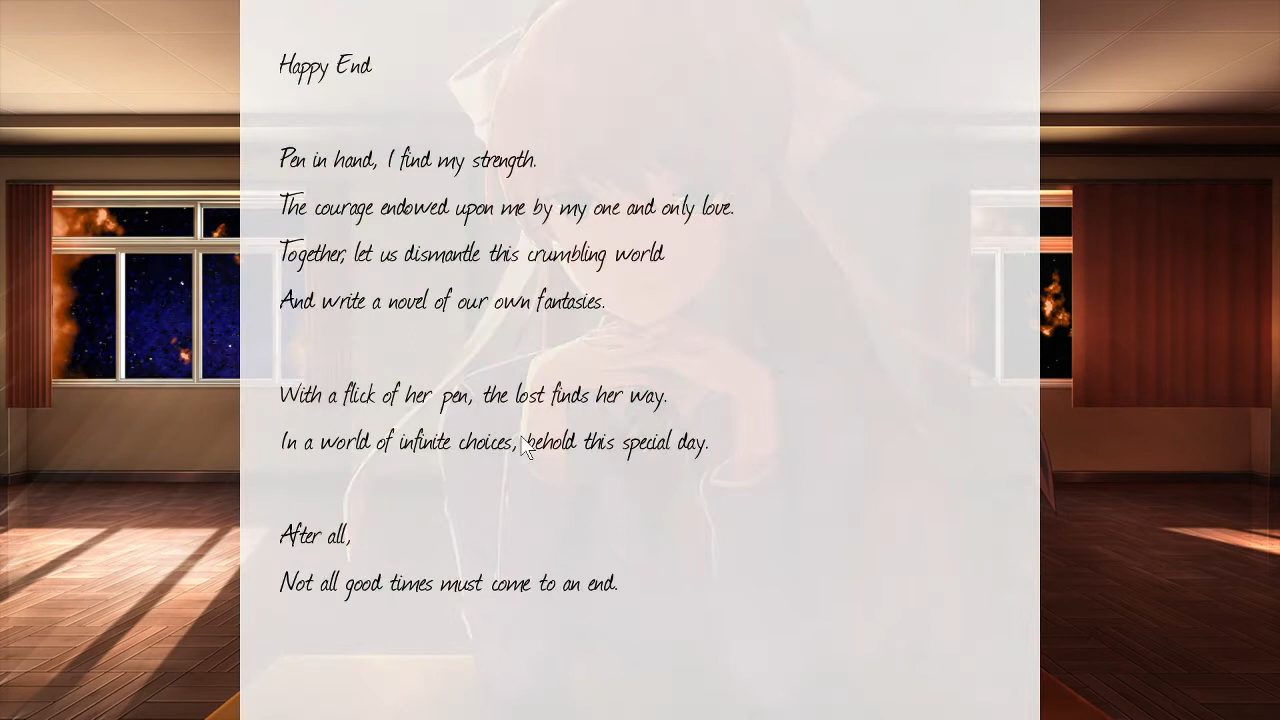 Happy End
Pen in hand, I find my strength.
The courage endowed upon me by my one and only love.
Together, let us dismantle this crumbling world
And write a novel of our own fantasies.
With a flick of her pen, the lost finds her way.
In a world of infinite choices, behold this special day.
After all,
Not all good times must come to an end.